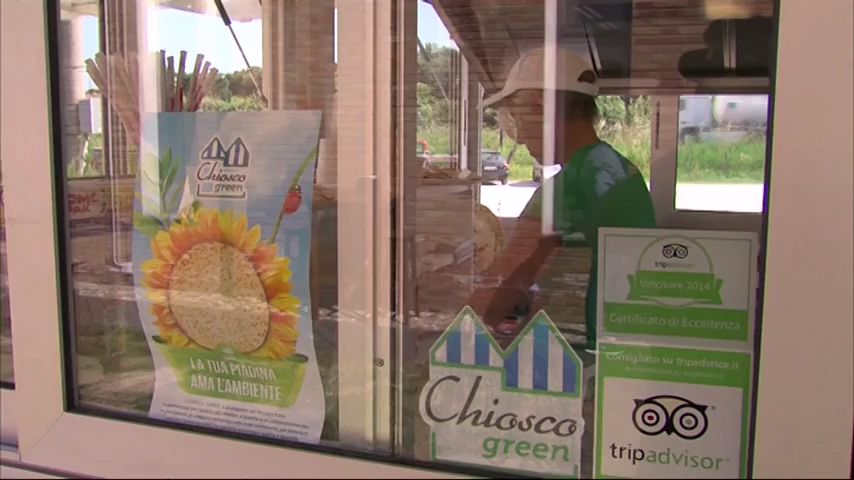 Chiosco
green
LA TUA PIADINA
AMA L'AMBIENTE
Chiosco
green
tripadvisor
Vincitore 2014
Certificato di Eccellenza
consigliato su tripadvisor.it
tripadvisor